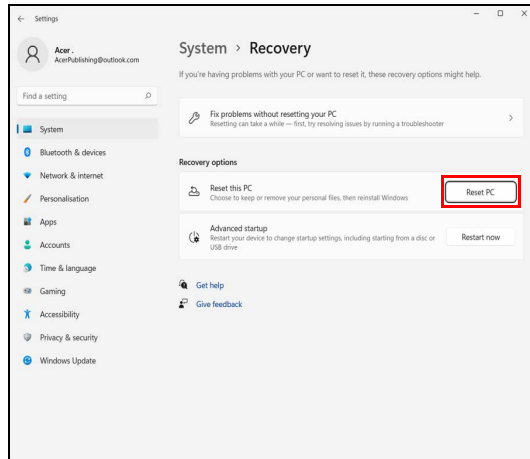 Settings
Acer .
AcerPublishing@outlook.com
Find a setting
System
Bluetooth & devices
Network & internet
Personalisation
Apps
Accounts
Time & language
Gaming
Accessibility
Privacy & security
Windows Update
System > Recovery
If you're having problems with your PC or want to reset it, these recovery options might help.
Fix problems without resetting your PC
Resetting can take a while — first, try resolving issues by running a troubleshooter
Recovery options
Reset this PC
Choose to keep or remove your personal files, then reinstall Windows
Reset PC
Advanced startup
Restart your device to change startup settings, including starting from a disc or
USB drive
Restart now
Get help
Give feedback